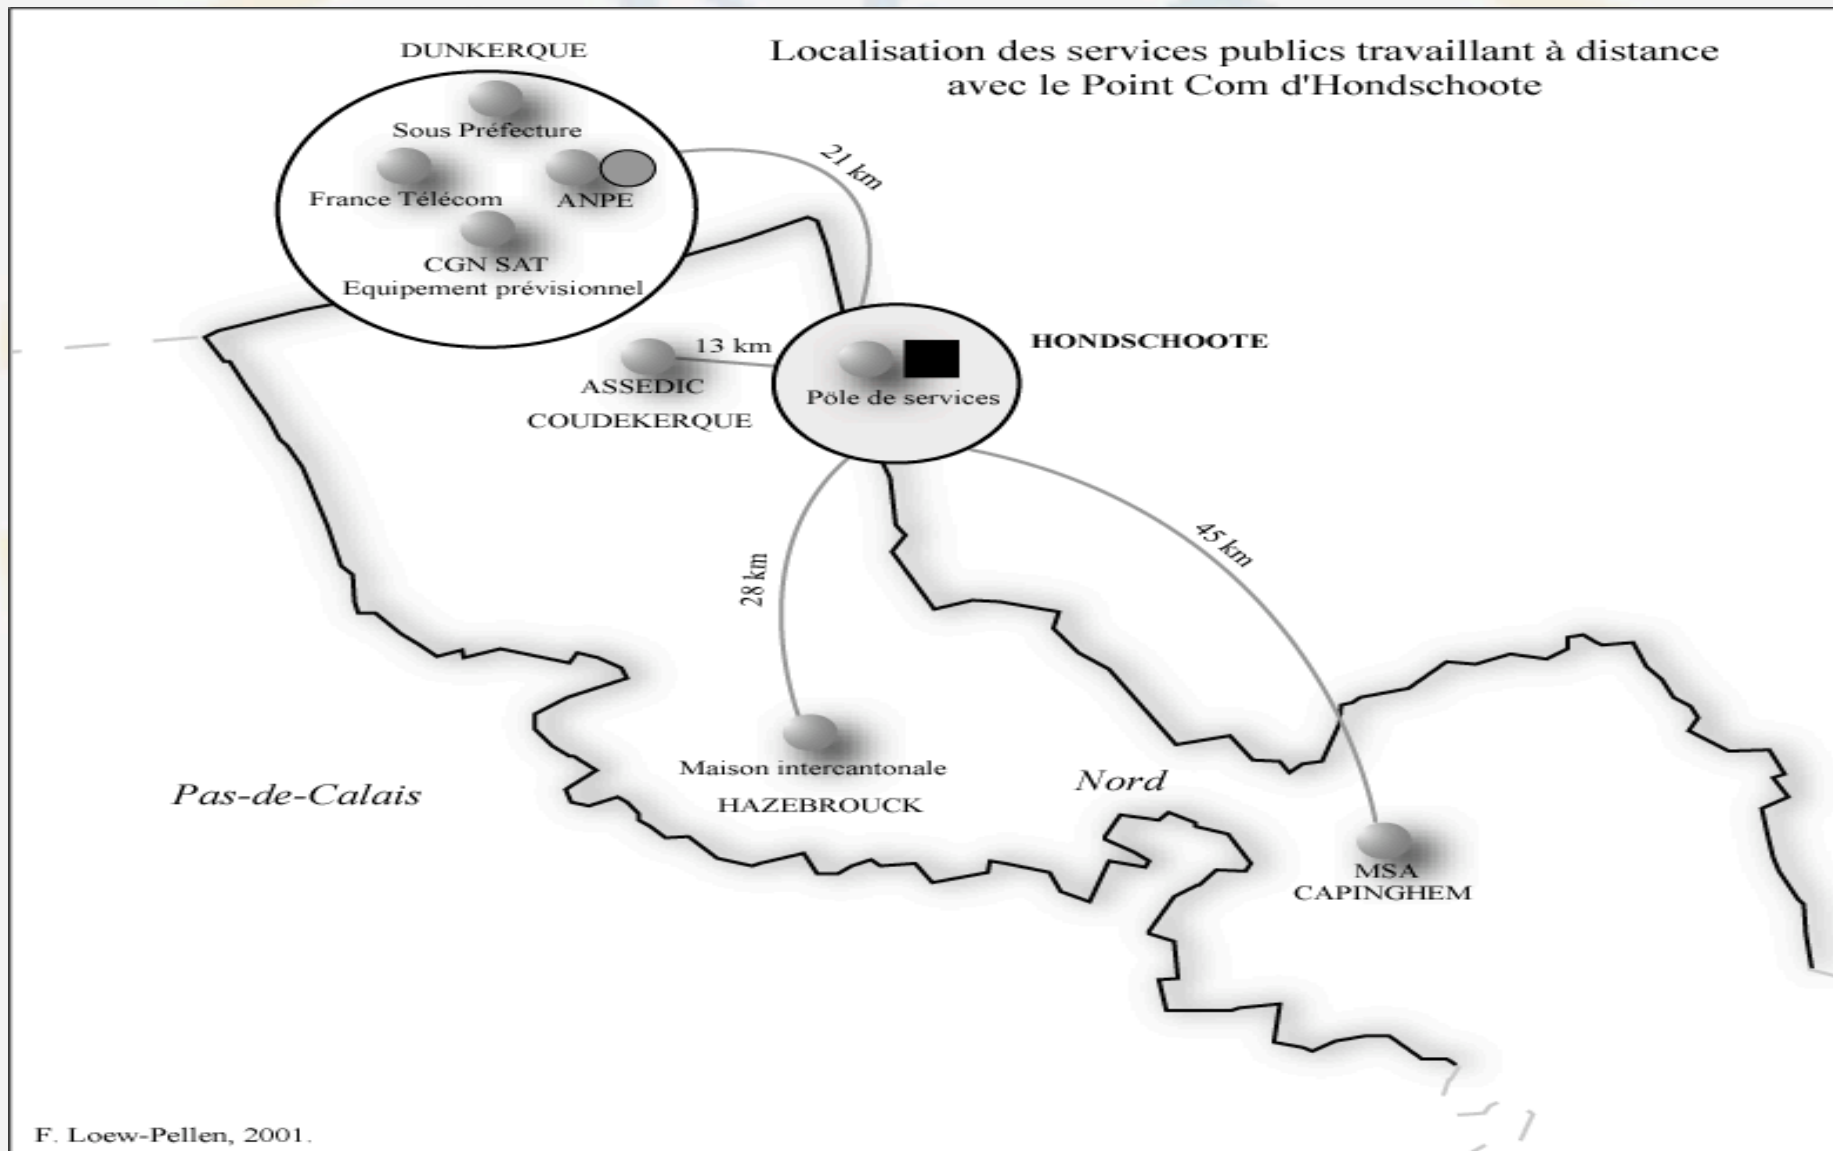 Localisation des services publics travaillant à distance
avec le Point Com d'Hondschoote
DUNKERQUE
Sous Préfecture
France Télécom
ANPE
CGN SAT
Equipement prévisionnel
21 km
13 km
ASSEDIC
COUDEKERQUE
HONDSCHOOTE
Pöle de services
28 km
45 km
Maison intercantonale
HAZEBROUCK
Pas-de-Calais
Nord
MSA
CAPINGHEM
F. Loew-Pellen, 2001.